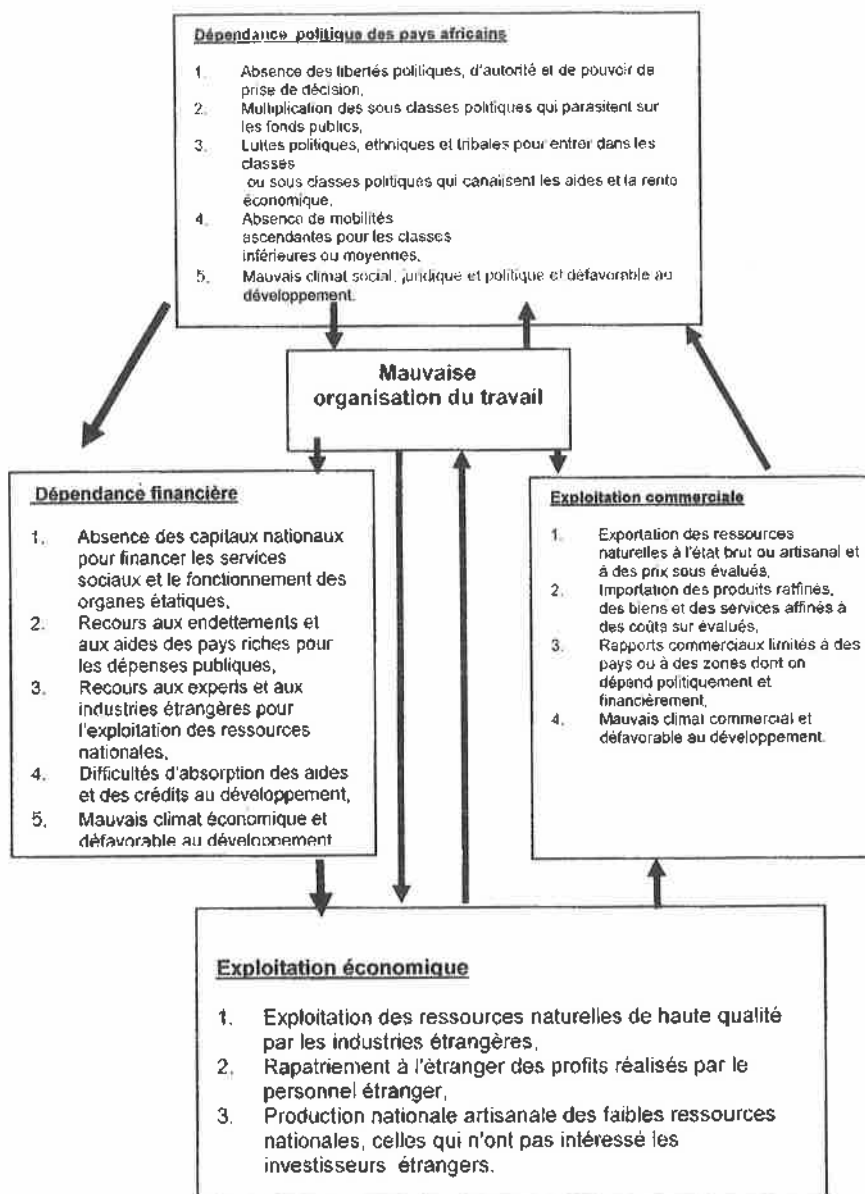 Dépendance politique des pays africains
1. Absence des libertés politiques, d'autorité et de pouvoir de
prise de décision,
2. Multiplication des sous classes politiques qui parasitent sur
les fonds publics,
3. Luttes politiques, ethniques et tribales pour entrer dans les
classes
ou sous classes politiques qui canalisent les aides et la rente
économique,
4. Absence de mobilités
ascendantes pour les classes
inférieures ou moyennes,
5. Mauvais climat social, juridique et politique et défavorable au
développement.
Mauvaise
organisation du travail
Dépendance financière
1. Absence des capitaux nationaux
pour financer les services
sociaux et le fonctionnement des
organes étatiques,
2. Recours aux endettements et
aux aides des pays riches pour
les dépenses publiques,
3. Recours aux experts et aux
industries étrangères pour
l'exploitation des ressources
nationales,
4. Difficultés d'absorption des aides
et des crédits au développement,
5. Mauvais climat économique et
défavorable au développement
Exploitation commerciale
1. Exportation des ressources
naturelles à l'état brut ou artisanal et
à des prix sous évalués,
2. Importation des produits raffinés,
des biens et des services affinés à
des coûts sur évalués,
3. Rapports commerciaux limités à des
pays ou à des zones dont on
dépend politiquement et
financièrement,
4. Mauvais climat commercial et
défavorable au développement.
Exploitation économique
1. Exploitation des ressources naturelles de haute qualité
par les industries étrangères,
2. Rapatriement à l'étranger des profits réalisés par le
personnel étranger,
3. Production nationale artisanale des faibles ressources
nationales, celles qui n'ont pas intéressé les
investisseurs étrangers.